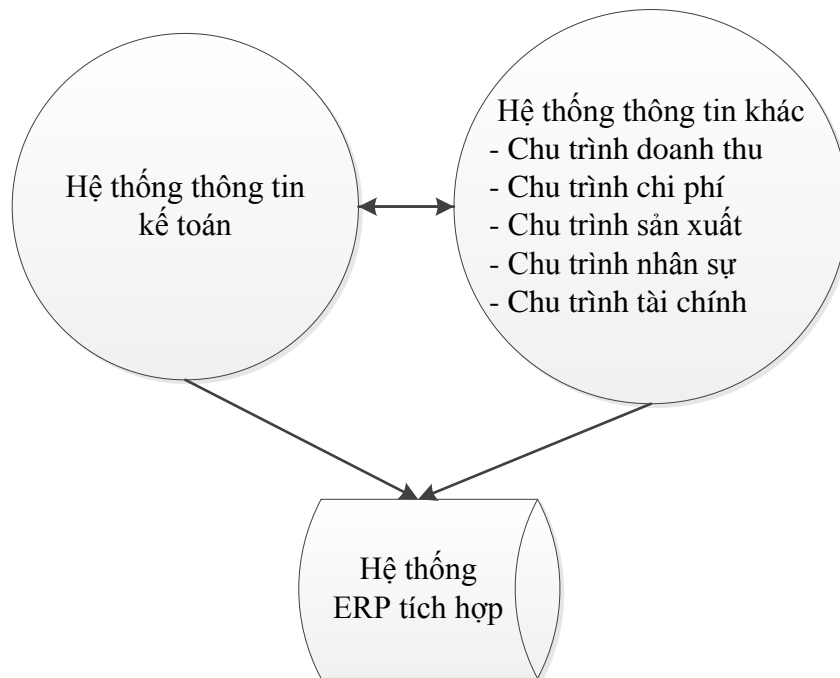 Hệ thống thông tin
kế toán
Hệ thống thông tin khác
- Chu trình doanh thu
- Chu trình chi phí
- Chu trình sản xuất
- Chu trình nhân sự
- Chu trình tài chính
Hệ thống
ERP tích hợp